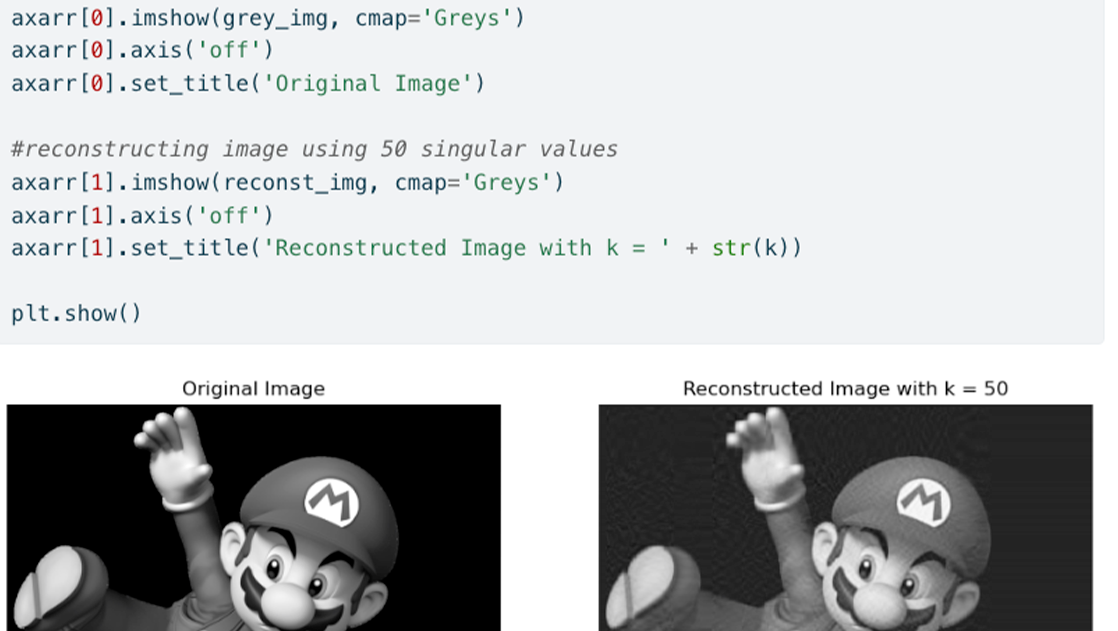 axarr[0].imshow(grey_img, cmap='Greys')
axarr[0].axis('off')
axarr[0].set_title('Original Image')
#reconstructing image using 50 singular values
axarr[1].imshow(reconst_img, cmap='Greys')
axarr[1].axis('off')
axarr[1].set_title('Reconstructed Image with k = ' + str(k))
plt.show()
Original Image
Reconstructed Image with k = 50
M
M